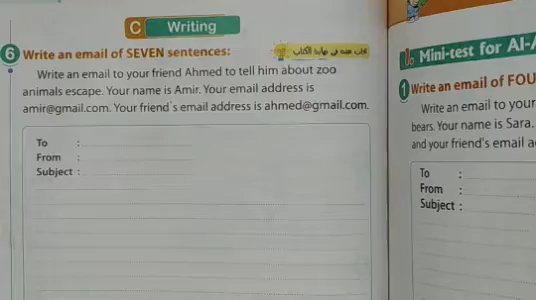 C Writing
6 Write an email of SEVEN sentences:
Write an email to your friend Ahmed to tell him about zoo
animals escape. Your name is Amir. Your email address is
amir@gmail.com. Your friend's email address is ahmed@gmail.com.
To :
From :
Subject :
Mini-test for Al-
1 Write an email of FOU
Write an email to your
bears. Your name is Sara.
and your friend's email a
To :
From :
Subject :